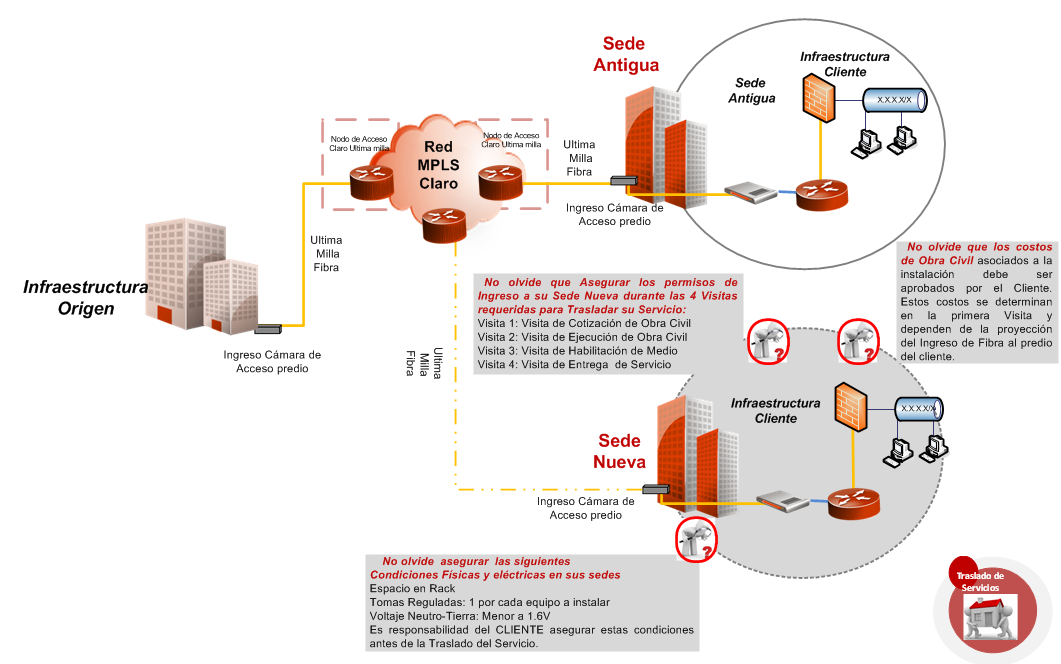 Sede
Antigua
Infraestructura
Cliente
Sede
Antigua
X.X.X.X/X
Nodo de Acceso
Claro Ultima milla
Nodo de Acceso
Claro Ultima milla
Red
MPLS
Claro
Ultima
Milla
Fibra
Ingreso Cámara de
Acceso predio
Ultima
Milla
Fibra
Infraestructura
Origen
Ingreso Cámara de
Acceso predio
No olvide que los costos
de Obra Civil asociados a la
instalación debe ser
aprobados por el Cliente.
Estos costos se determinan
en la primera Visita y
dependen de la proyección
del Ingreso de Fibra al predio
del cliente.
No olvide que Asegurar los permisos de
Ingreso a su Sede Nueva durante las 4 Visitas
requeridas para Trasladar su Servicio:
Visita 1: Visita de Cotización de Obra Civil
Visita 2: Visita de Ejecución de Obra Civil
Visita 3: Visita de Habilitación de Medio
Visita 4: Visita de Entrega de Servicio
Ultima
Milla
Fibra
Infraestructura
Cliente
X.X.X.X/X
Sede
Nueva
Ingreso Cámara de
Acceso predio
No olvide asegurar las siguientes
Condiciones Físicas y eléctricas en sus sedes
Espacio en Rack
Tomas Reguladas: 1 por cada equipo a instalar
Voltaje Neutro-Tierra: Menor a 1.6V
Es responsabilidad del CLIENTE asegurar estas condiciones
antes de la Traslado del Servicio.
Traslado de
Servicios